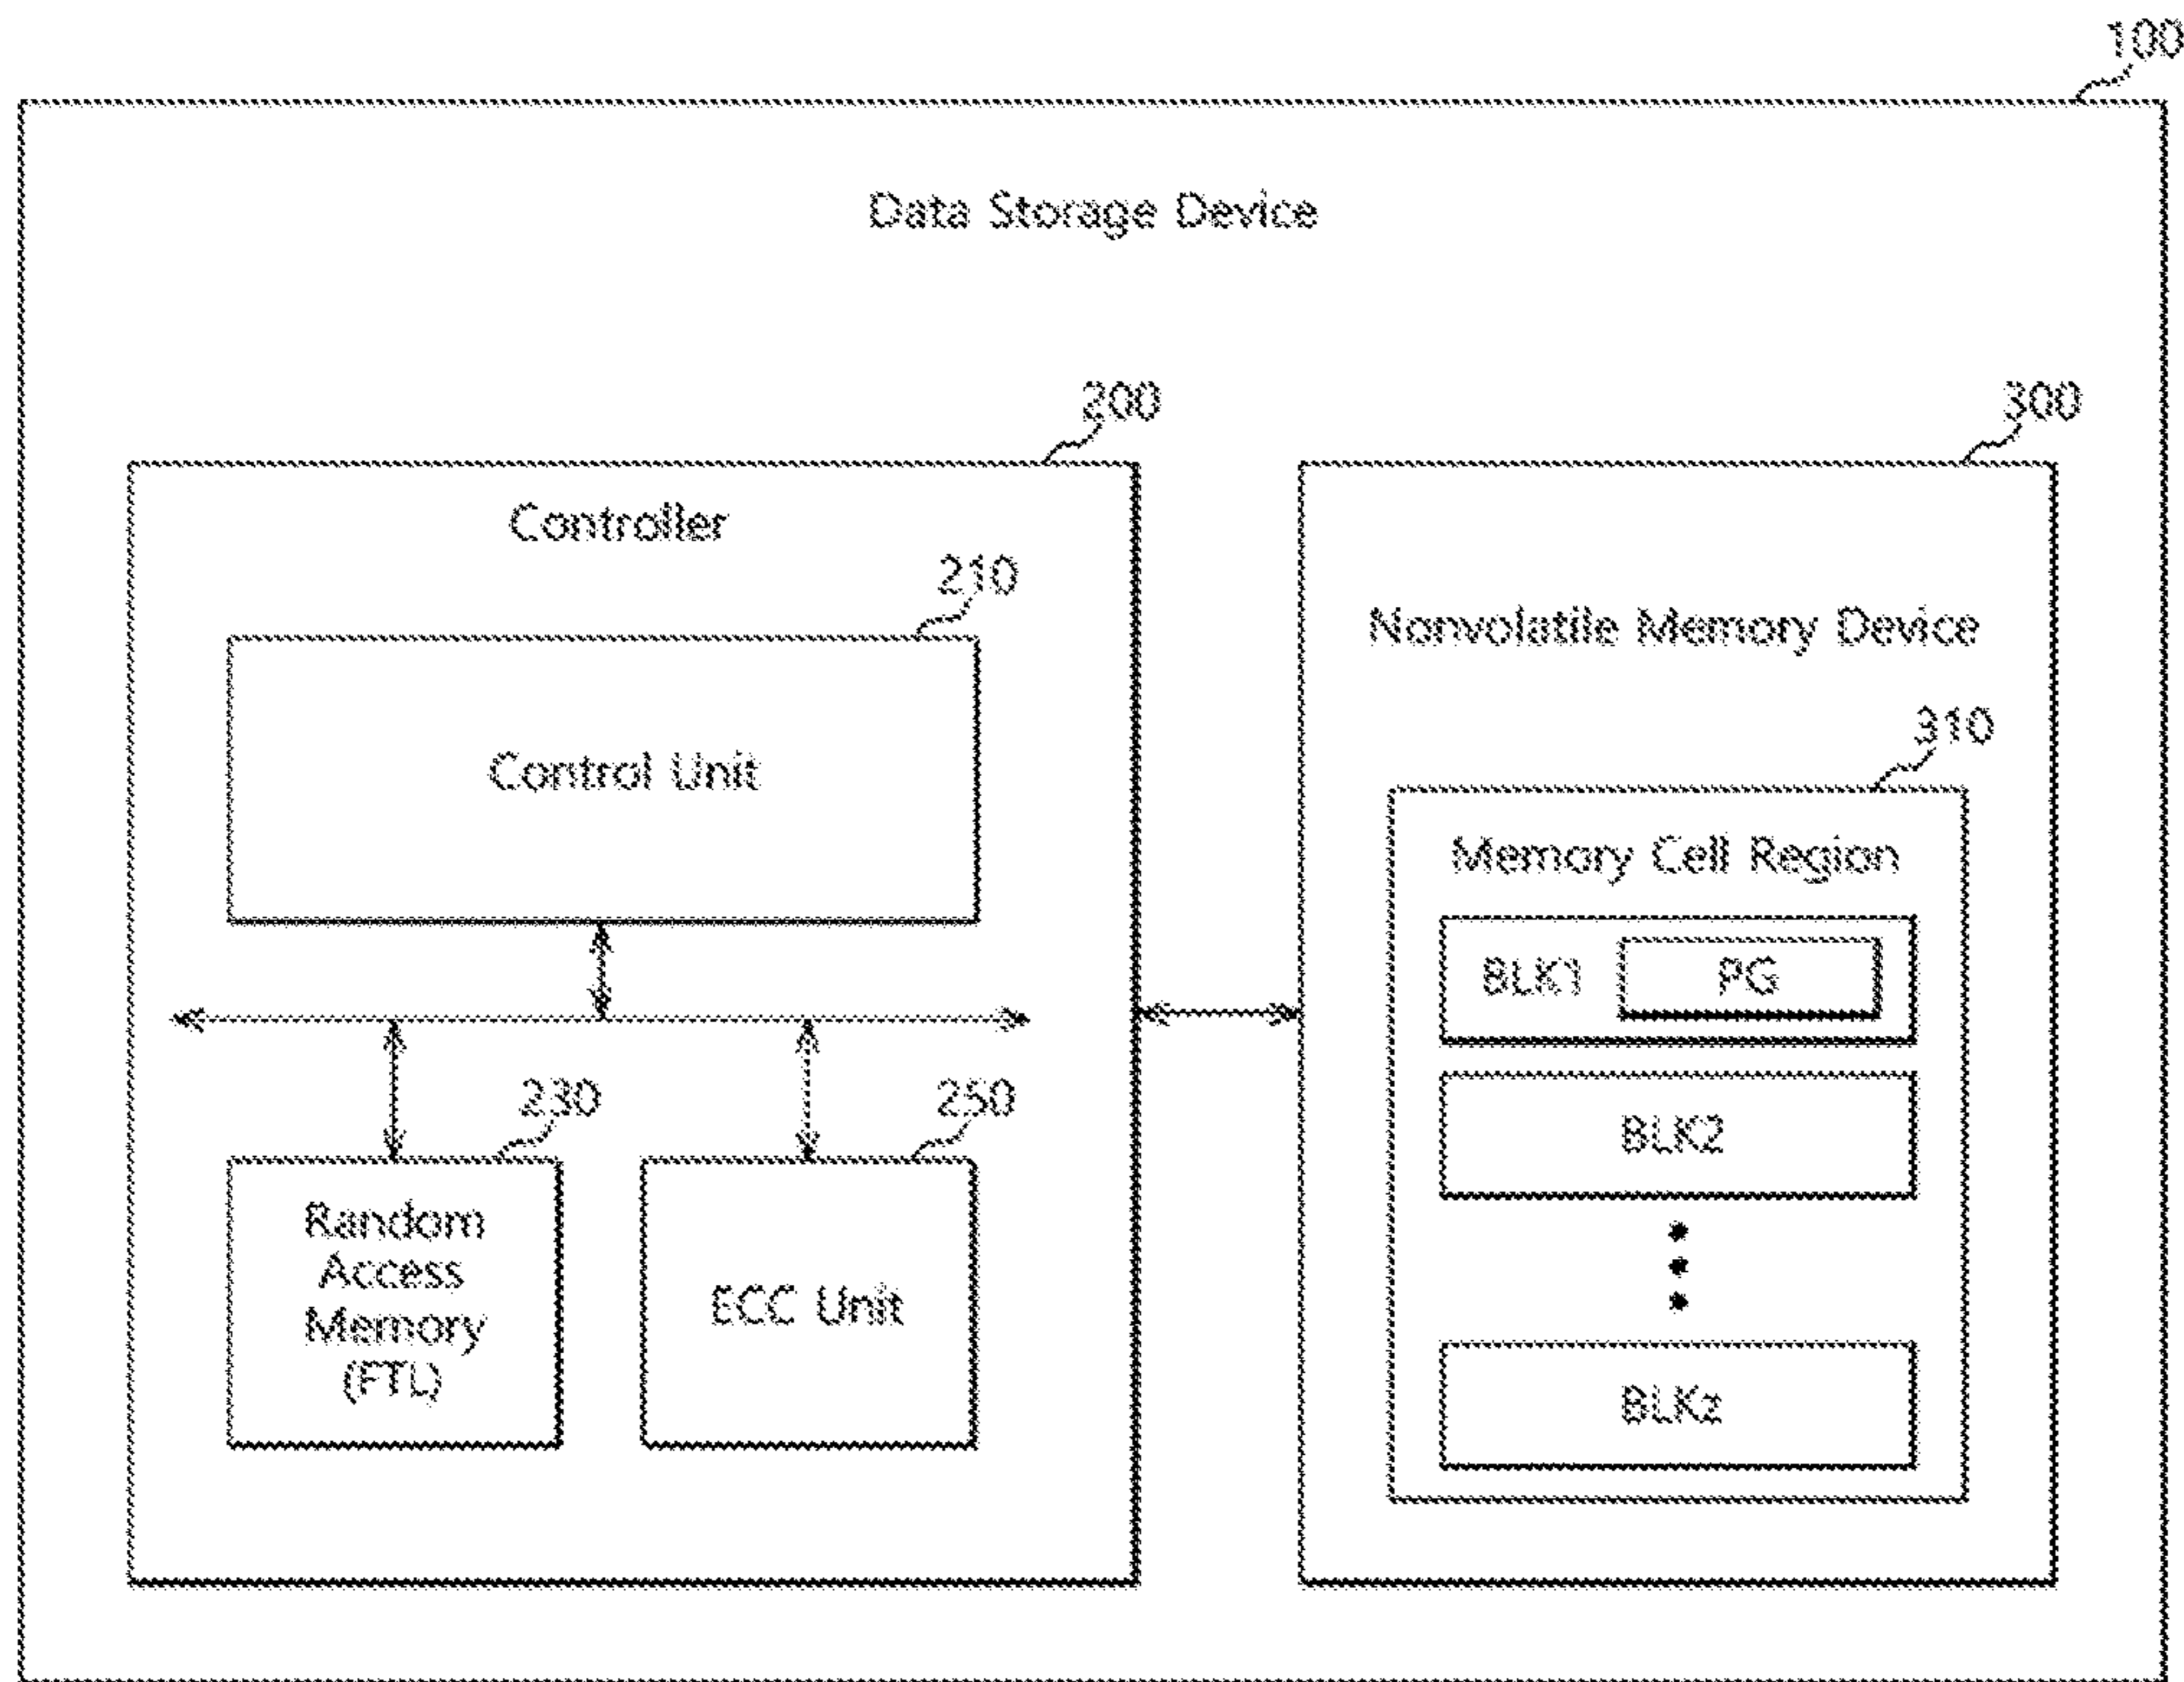 100
Data Storage Device
200
300
Controller
210
Nonvolatile Memory Device
310
Control Unit
Memory Cell Region
BLK1
PG
230
250
BLK2
Random
Access
Memory
(FTL)
ECC Unit
BLKz